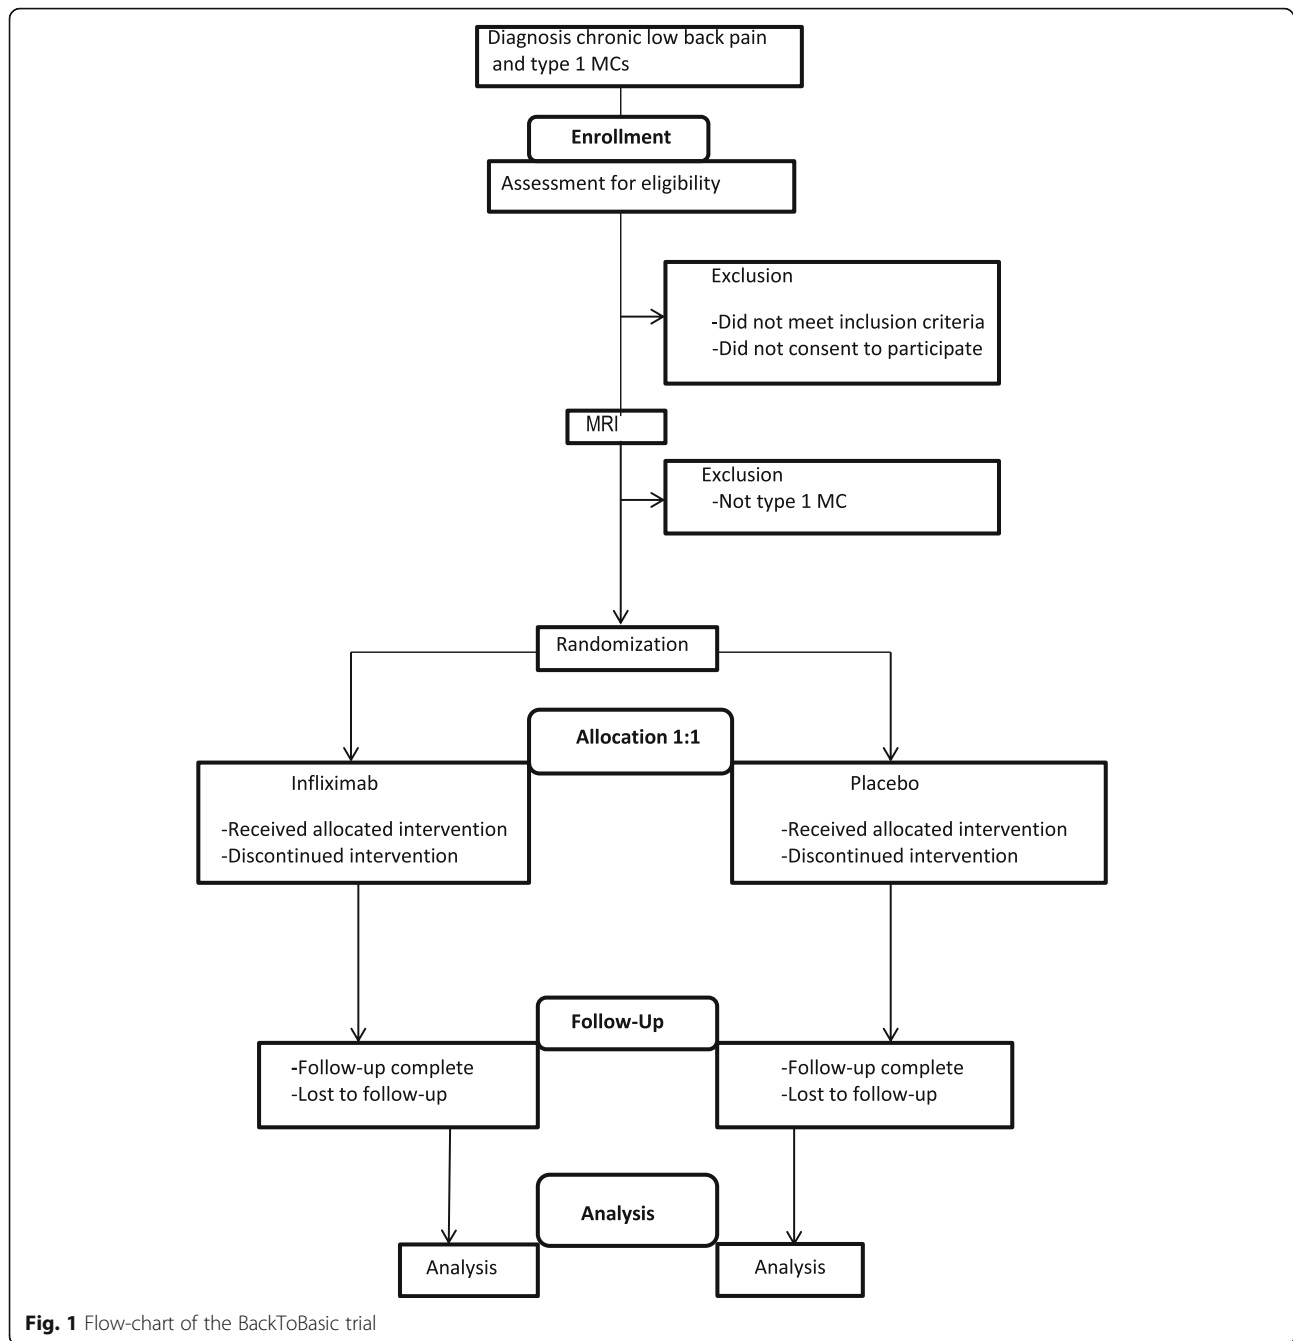 Diagnosis chronic low back pain
and type 1 MCs
Enrollment
Assessment for eligibility
Exclusion
-Did not meet inclusion criteria
-Did not consent to participate
MRI
Exclusion
-Not type 1 MC
Randomization
Allocation 1:1
Infliximab
-Received allocated intervention
-Discontinued intervention
Placebo
-Received allocated intervention
-Discontinued intervention
Follow-Up
-Follow-up complete
-Lost to follow-up
-Follow-up complete
-Lost to follow-up
Analysis
Analysis
Analysis
Fig. 1 Flow-chart of the BackToBasic trial